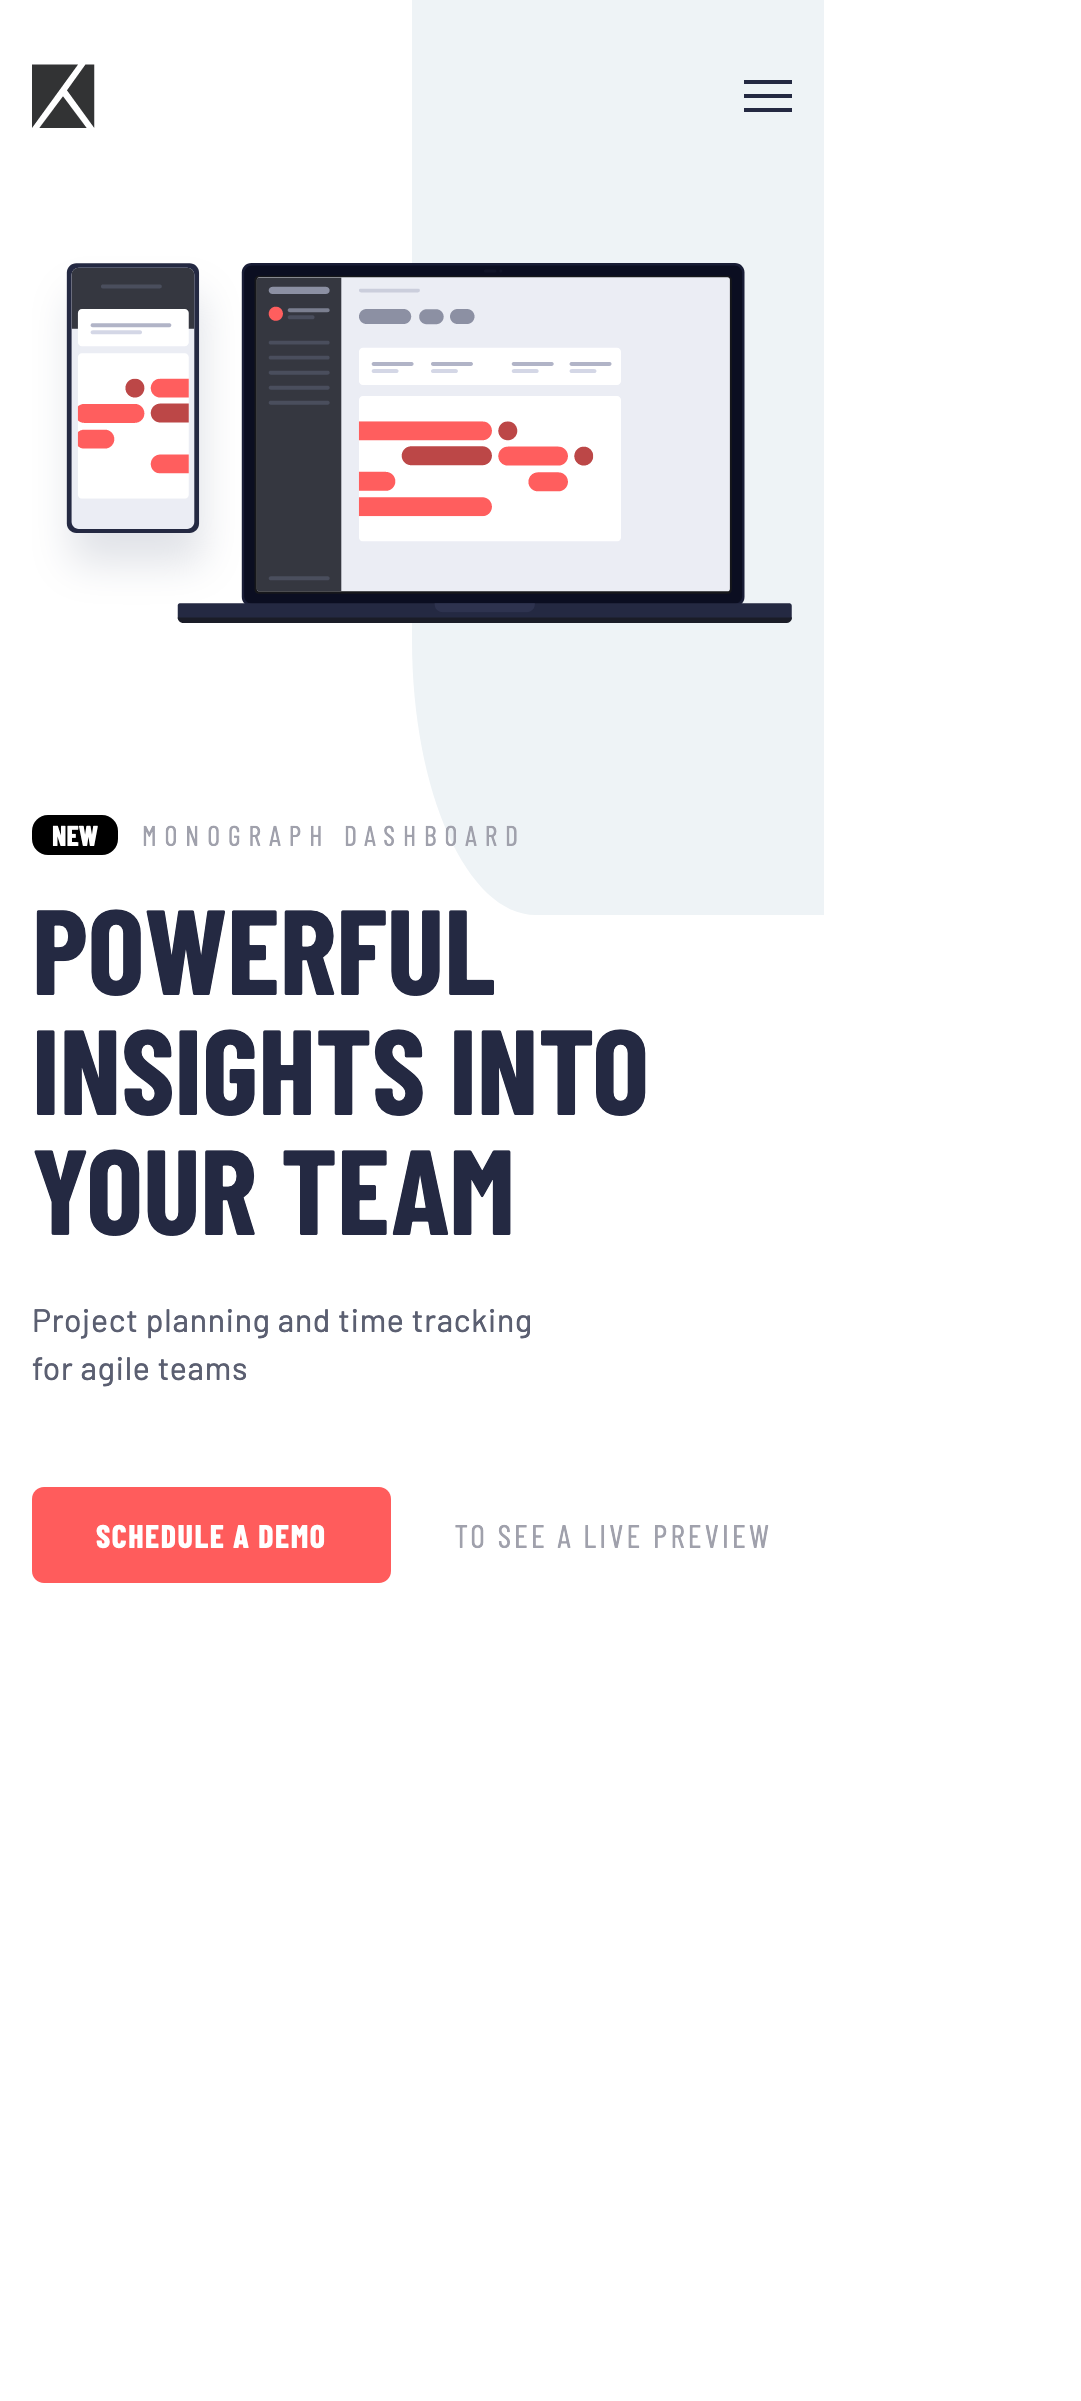 NEW MONOGRAPH DASHBOARD
POWERFUL
INSIGHTS INTO
YOUR TEAM
Project planning and time tracking
for agile teams
SCHEDULE A DEMO TO SEE A LIVE PREVIEW